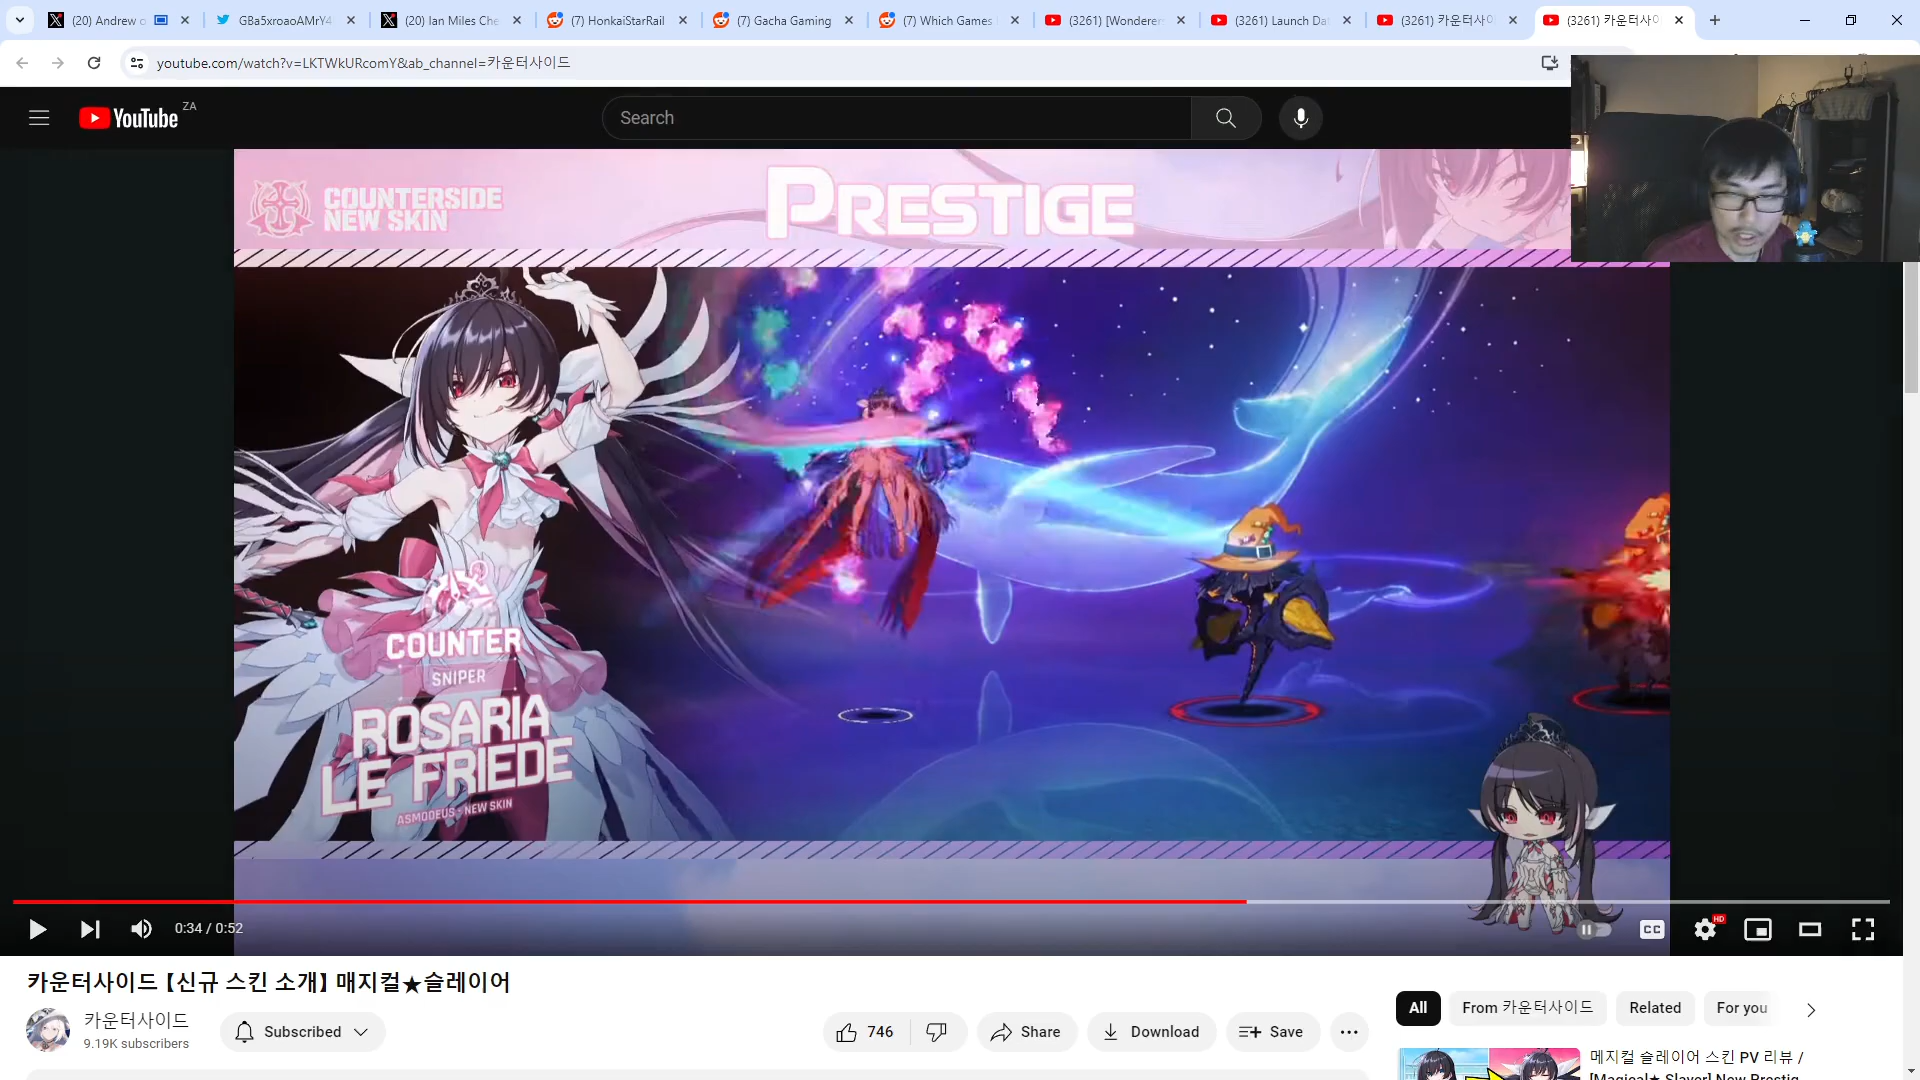 (20) Andrew o
GBa5xroaoAMrY4
(20) Ian Miles Che
(7) HonkaiStarRail
(7) Gacha Gaming
(7) Which Games
(3261) [Wonderer
(3261) Launch Da
(3261) 카운터사이
(3261) 카운터사이
youtube.com/watch?v=LKTWkURcomY&ab_channel=카운터사이드
YouTube ZA
Search
COUNTERSIDE
NEW SKIN
PRESTIGE
COUNTER
SNIPER
ROSARIA
LE FRIEDE
ASMODEUS - NEW SKIN
0:34 / 0:52
CC
HD
카운터사이드 【신규 스킨 소개】 매지컬★슬레이어
카운터사이드
9.19K subscribers
Subscribed
746
Share
Download
Save
All
From 카운터사이드
Related
For you
메지컬 슬레이어 스킨 PV 리뷰 /
[Magical★ Slayer] New Prestig